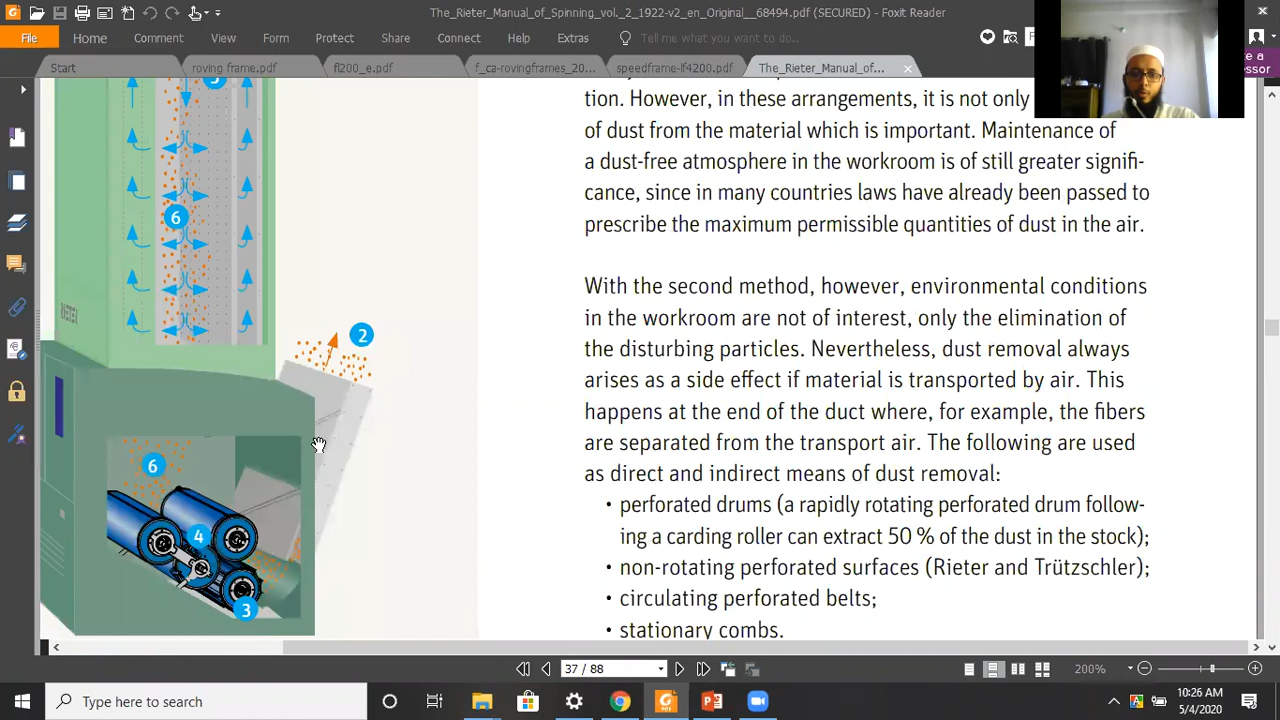 The_Rieter_Manual_of_Spinning_vol._2_1922-v2_en_Original__68494.pdf (SECURED) - Foxit Reader
File Home Comment View Form Protect Share Connect Help Extras Tell me what you want to do...
Start roving frame.pdf fl200_e.pdf f_ca-rovingframes_20... speedframe-lf4200.pdf The_Rieter_Manual_of...
tion. However, in these arrangements, it is not only
of dust from the material which is important. Maintenance of
a dust-free atmosphere in the workroom is of still greater signifi-
cance, since in many countries laws have already been passed to
prescribe the maximum permissible quantities of dust in the air.
With the second method, however, environmental conditions
in the workroom are not of interest, only the elimination of
the disturbing particles. Nevertheless, dust removal always
arises as a side effect if material is transported by air. This
happens at the end of the duct where, for example, the fibers
are separated from the transport air. The following are used
as direct and indirect means of dust removal:
• perforated drums (a rapidly rotating perforated drum follow-
ing a carding roller can extract 50 % of the dust in the stock);
• non-rotating perforated surfaces (Rieter and Trützschler);
• circulating perforated belts;
• stationary combs.
6
RIETER
2
6
4
3
37 / 88
200%
Type here to search
10:26 AM
5/4/2020